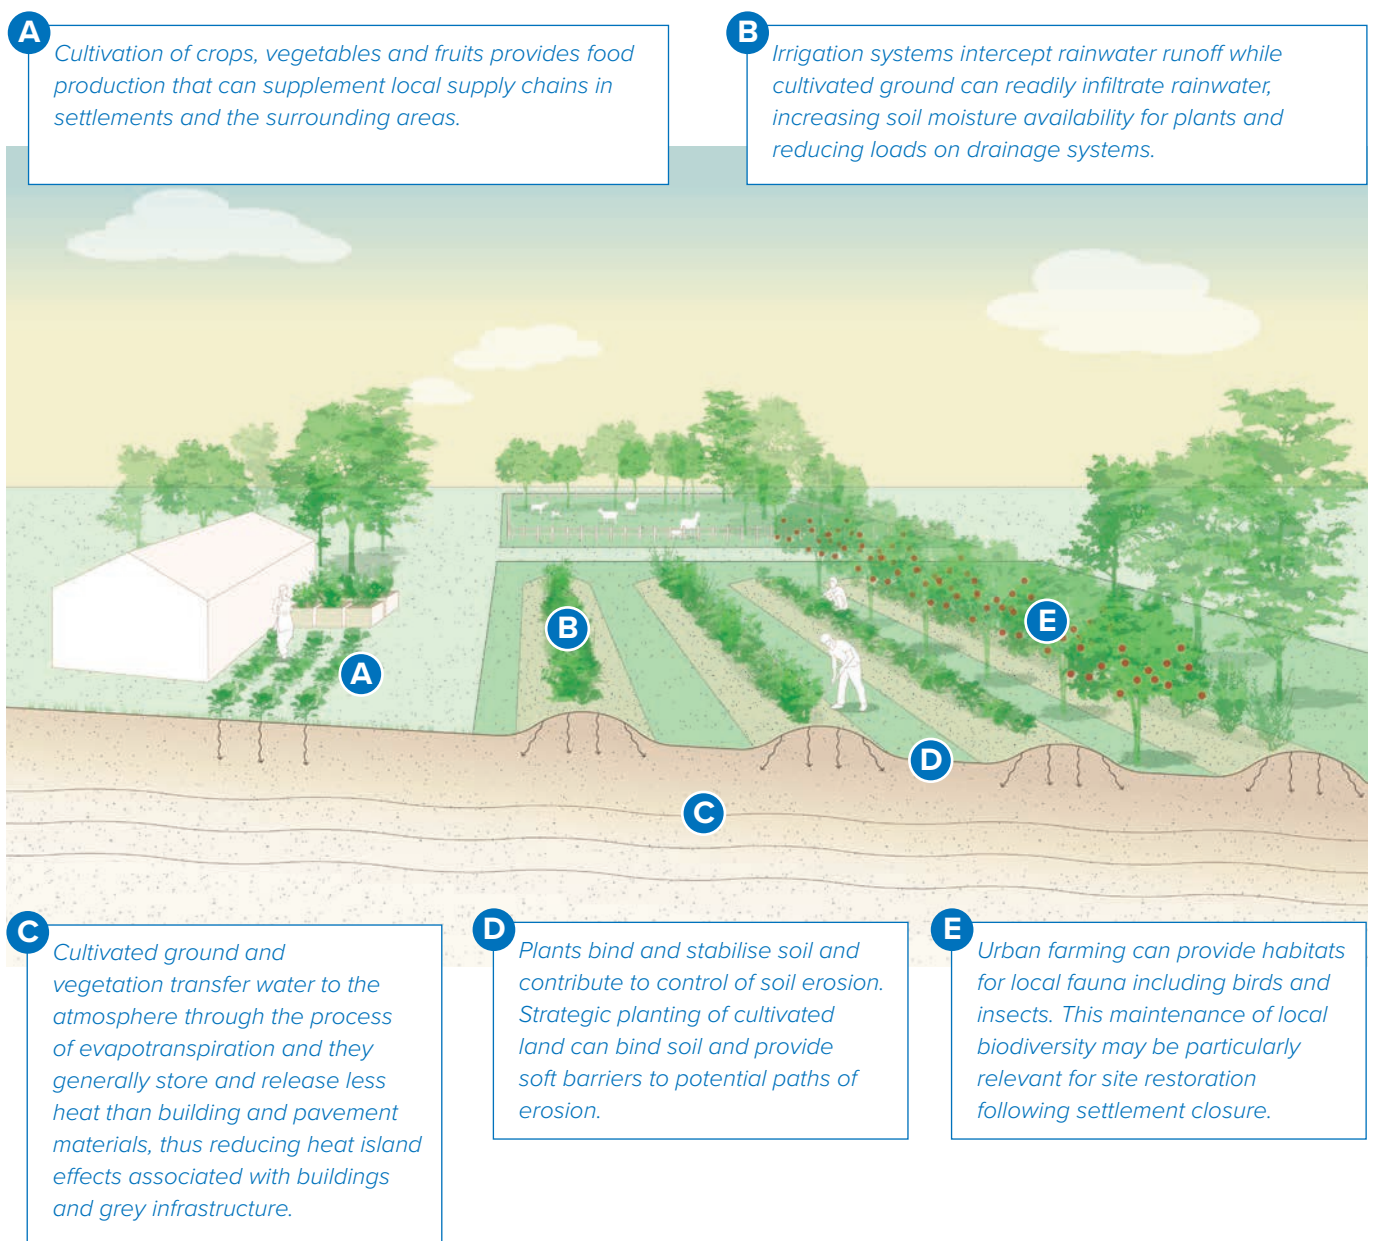 A
Cultivation of crops, vegetables and fruits provides food
production that can supplement local supply chains in
settlements and the surrounding areas.
B
Irrigation systems intercept rainwater runoff while
cultivated ground can readily infiltrate rainwater,
increasing soil moisture availability for plants and
reducing loads on drainage systems.
B
E
A
D
C
C
Cultivated ground and
vegetation transfer water to the
atmosphere through the process
of evapotranspiration and they
generally store and release less
heat than building and pavement
materials, thus reducing heat island
effects associated with buildings
and grey infrastructure.
D
Plants bind and stabilise soil and
contribute to control of soil erosion.
Strategic planting of cultivated
land can bind soil and provide
soft barriers to potential paths of
erosion.
E
Urban farming can provide habitats
for local fauna including birds and
insects. This maintenance of local
biodiversity may be particularly
relevant for site restoration
following settlement closure.